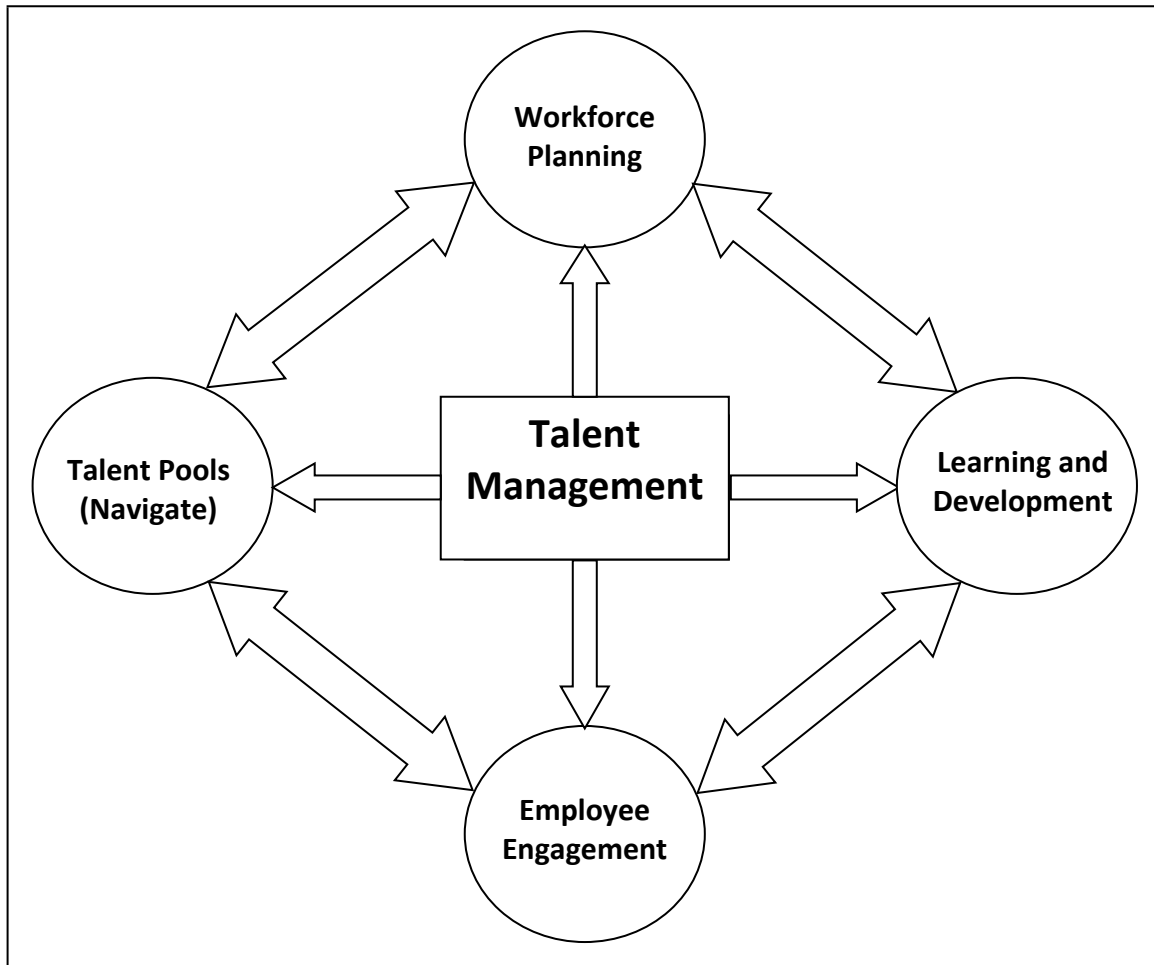 Workforce
Planning
Talent
Management
Talent Pools
(Navigate)
Learning and
Development
Employee
Engagement